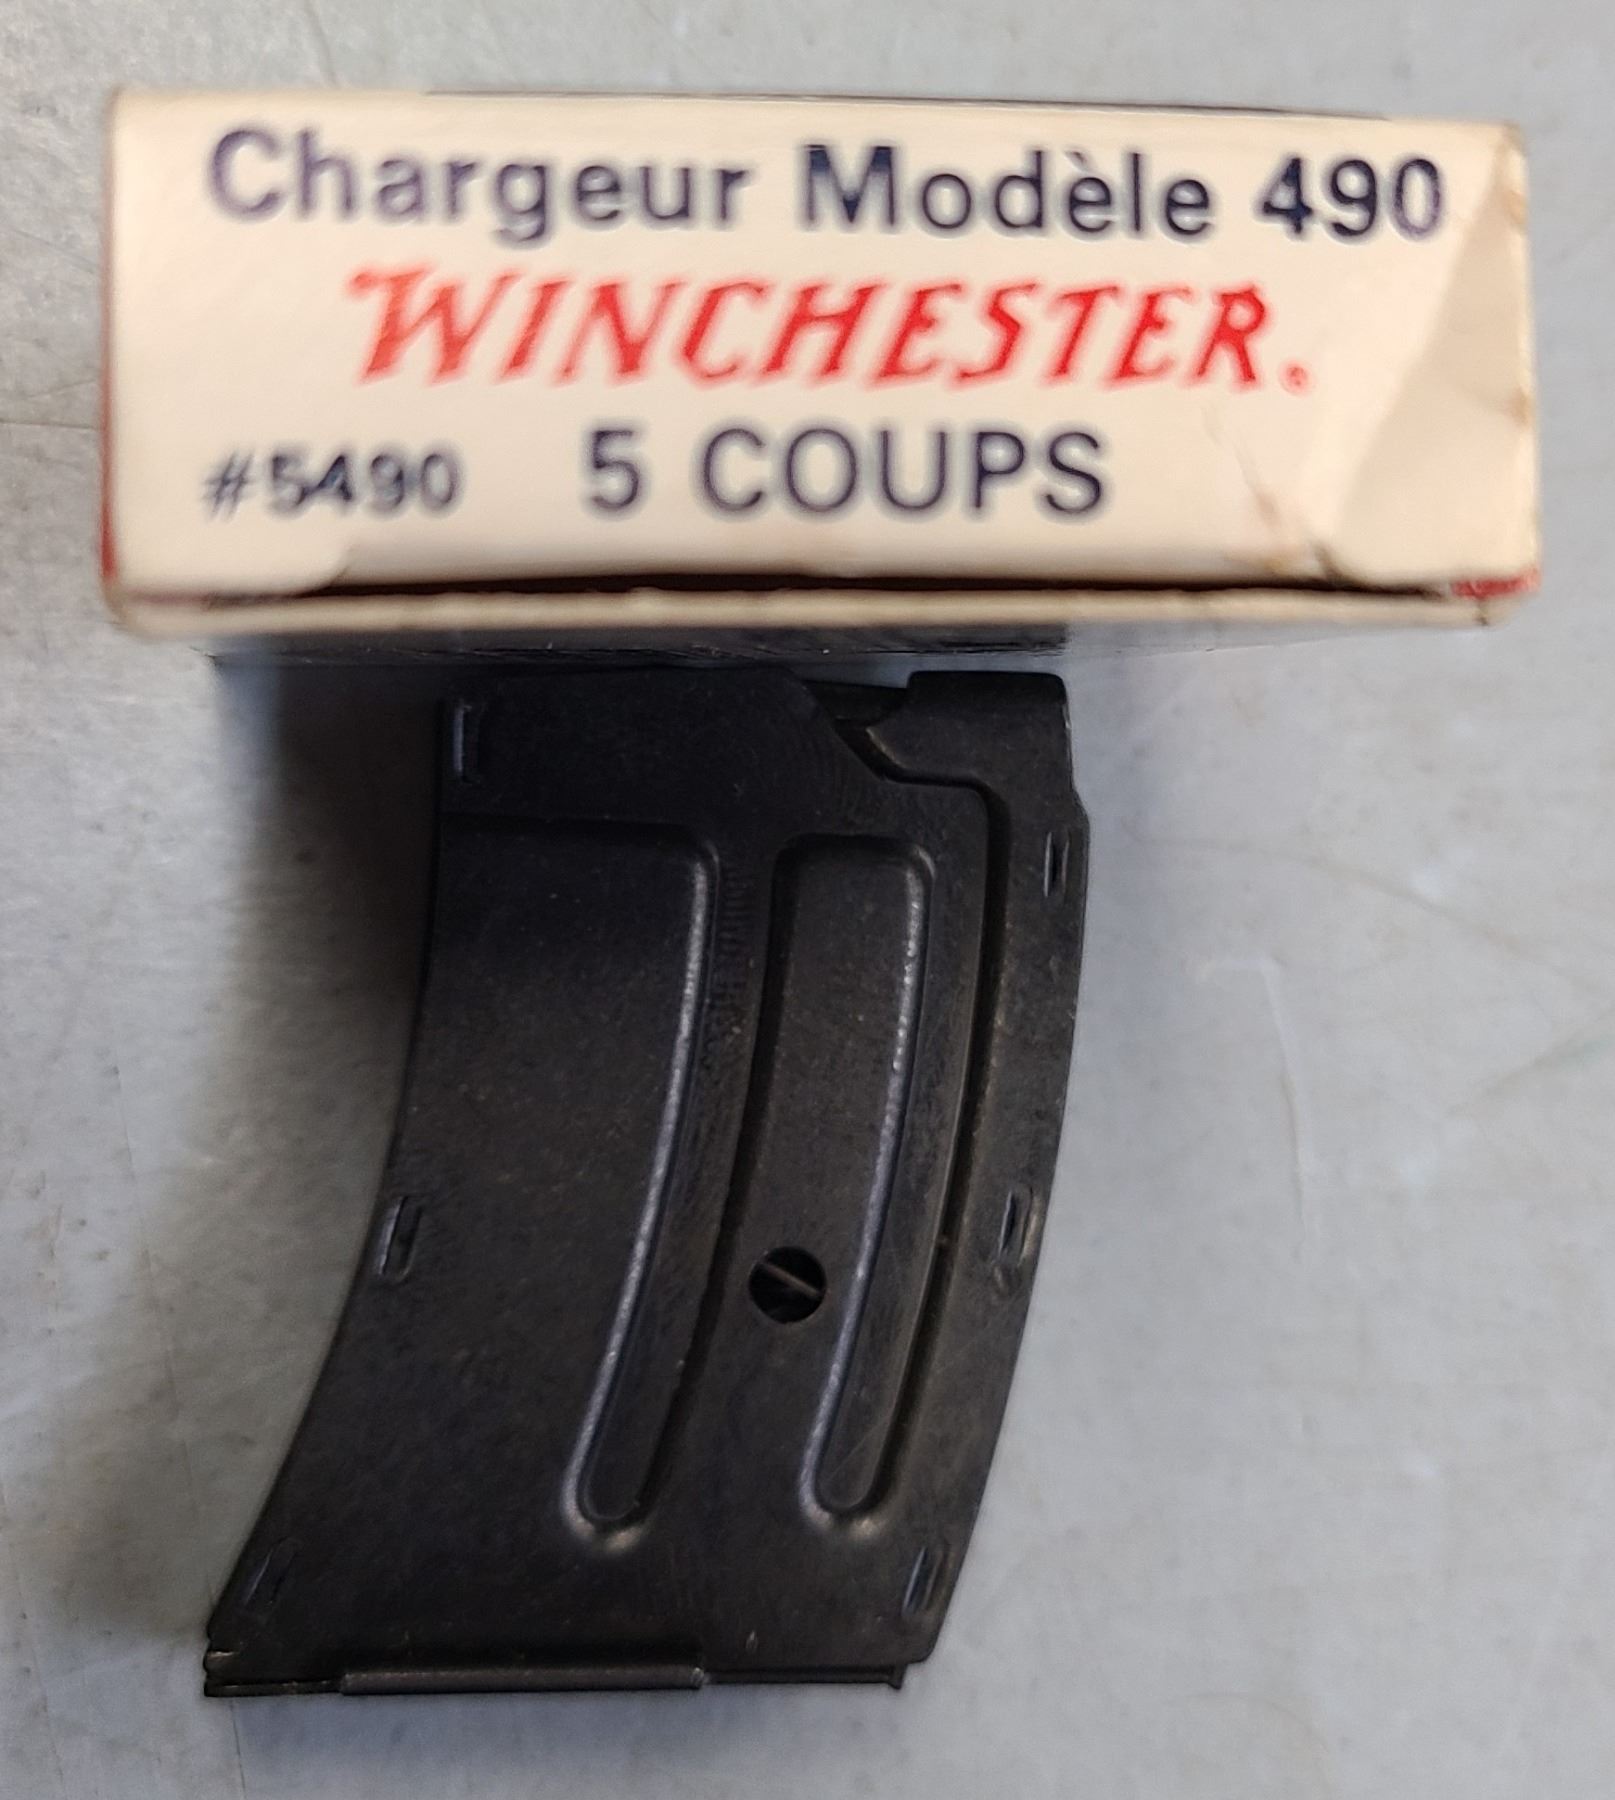 Chargeur Modèle 490
WINCHESTER®
#5490 5 COUPS